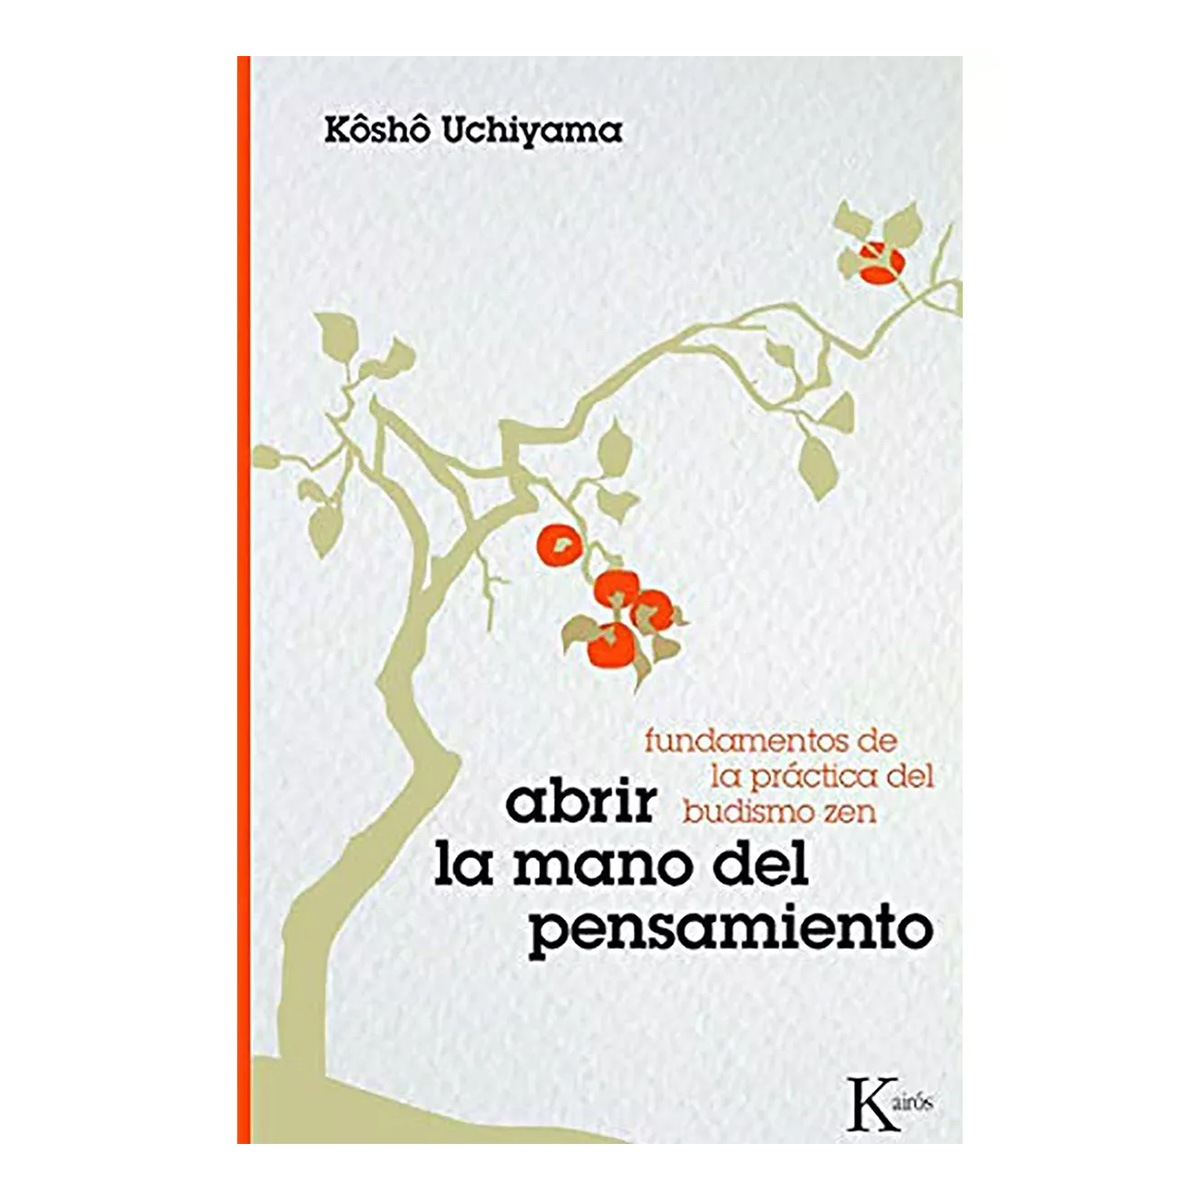 Kôshô Uchiyama
fundamentos de
la práctica del
budismo zen
abrir
la mano del
pensamiento
Kairós